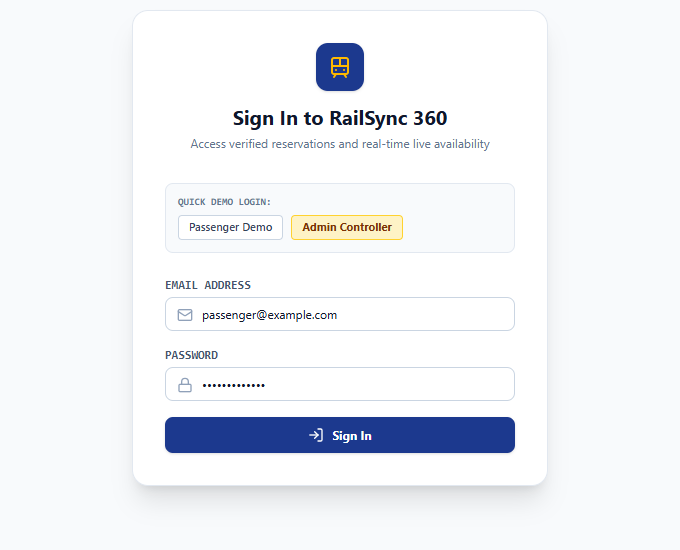 Sign In to RailSync 360
Access verified reservations and real-time live availability
QUICK DEMO LOGIN:
Passenger Demo
Admin Controller
EMAIL ADDRESS
passenger@example.com
PASSWORD
•••••••••••••
Sign In